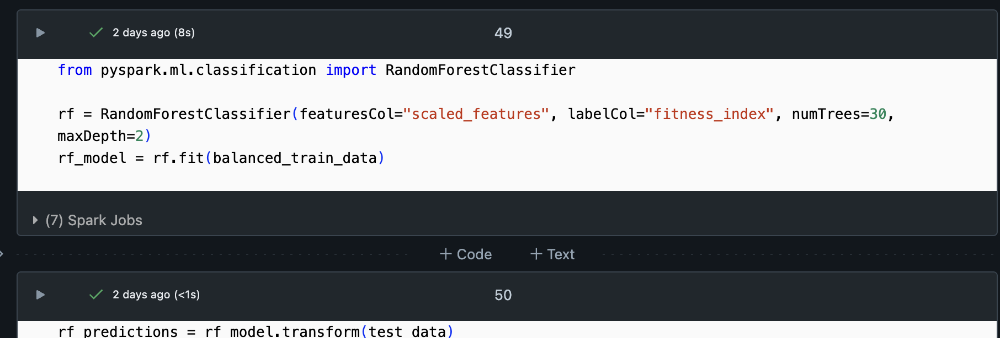 2 days ago (8s)
49
from pyspark.ml.classification import RandomForestClassifier
rf = RandomForestClassifier(featuresCol="scaled_features", labelCol="fitness_index", numTrees=30,
maxDepth=2)
rf_model = rf.fit(balanced_train_data)
(7) Spark Jobs
+ Code
+ Text
2 days ago (<1s)
50
rf_predictions = rf_model.transform(test_data)